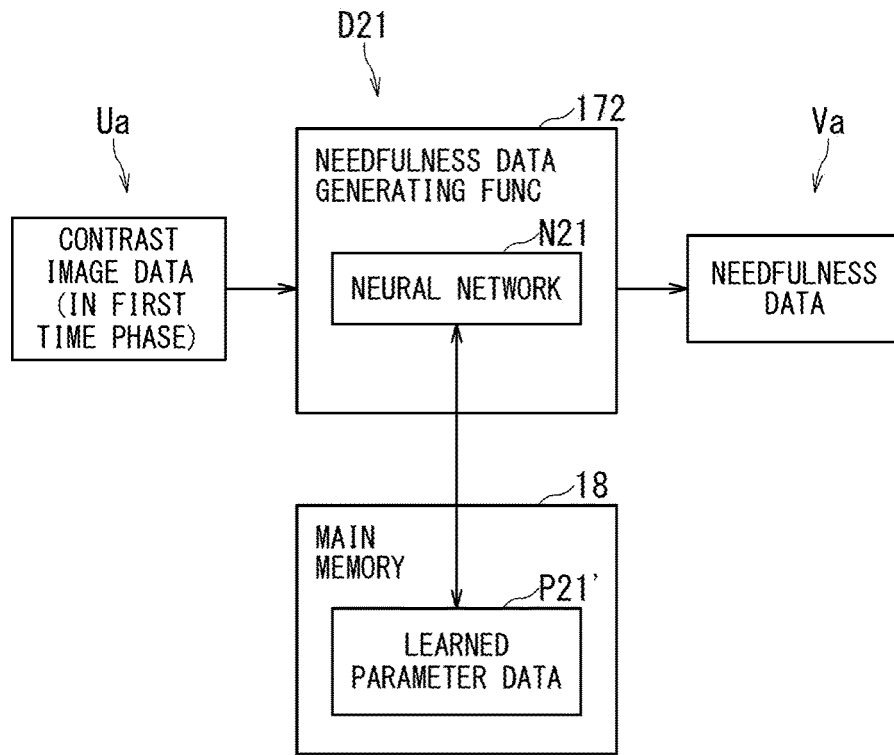 D21
Ua
172
Va
NEEDFULNESS DATA
GENERATING FUNC
CONTRAST
IMAGE DATA
(IN FIRST
TIME PHASE)
N21
NEURAL NETWORK
NEEDFULNESS
DATA
18
MAIN
MEMORY
P21'
LEARNED
PARAMETER DATA